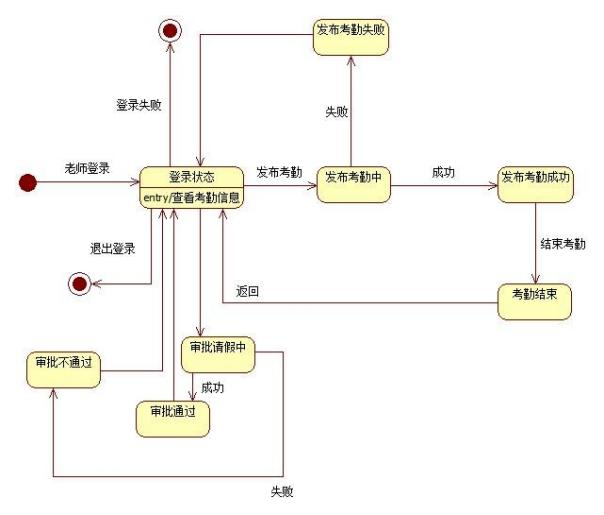 发布考勤失败
登录失败
失败
老师登录
登录状态
entry/查看考勤信息
发布考勤
发布考勤中
成功
发布考勤成功
退出登录
结束考勤
返回
考勤结束
审批不通过
审批请假中
成功
审批通过
失败